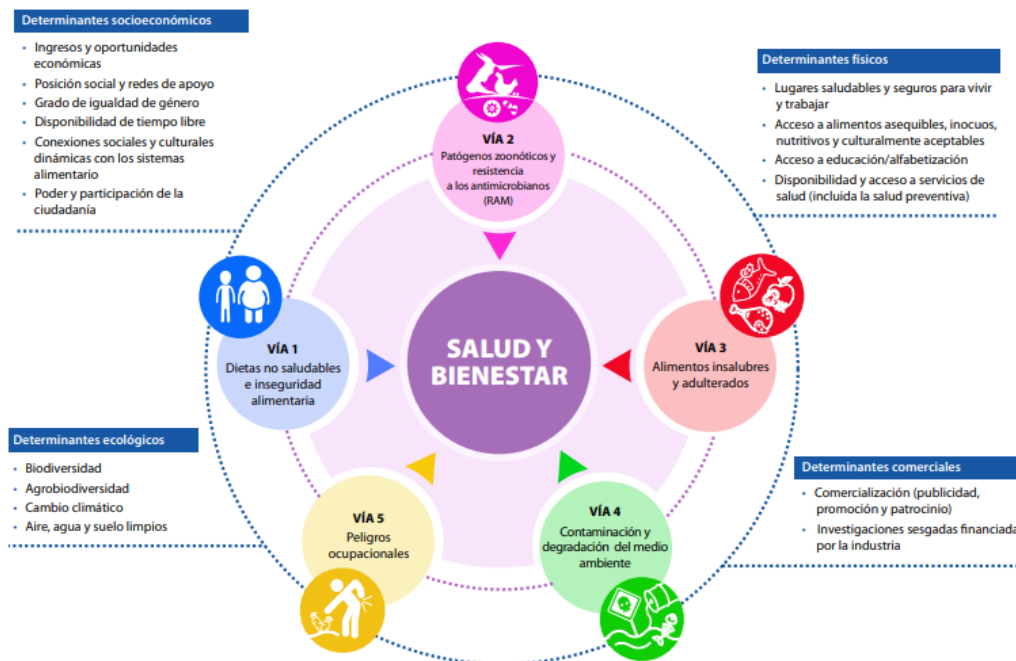 Determinantes socioeconómicos
• Ingresos y oportunidades
económicas
• Posición social y redes de apoyo
• Grado de igualdad de género
• Disponibilidad de tiempo libre
• Conexiones sociales y culturales
dinámicas con los sistemas
alimentario
• Poder y participación de la
ciudadanía
Determinantes físicos
• Lugares saludables y seguros para vivir
y trabajar
• Acceso a alimentos asequibles, inocuos,
nutritivos y culturalmente aceptables
• Acceso a educación/alfabetización
• Disponibilidad y acceso a servicios de
salud (incluida la salud preventiva)
VÍA 2
Patógenos zoonóticos y
resistencia
a los antimicrobianos
(RAM)
VÍA 1
Dietas no saludables
e inseguridad
alimentaria
SALUD Y
BIENESTAR
VÍA 3
Alimentos insalubres
y adulterados
Determinantes ecológicos
• Biodiversidad
• Agrobiodiversidad
• Cambio climático
• Aire, agua y suelo limpios
VÍA 5
Peligros
ocupacionales
VÍA 4
Contaminación y
degradación del medio
ambiente
Determinantes comerciales
• Comercialización (publicidad,
promoción y patrocinio)
• Investigaciones sesgadas financiada
por la industria